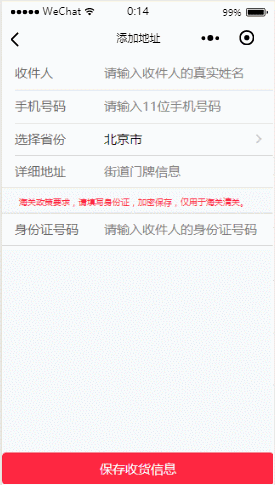 WeChat 0:14 99%
添加地址
收件人 请输入收件人的真实姓名
手机号码 请输入11位手机号码
选择省份 北京市
详细地址 街道门牌信息
海关政策要求，请填写身份证，加密保存，仅用于海关清关。
身份证号码 请输入收件人的身份证号码
保存收货信息